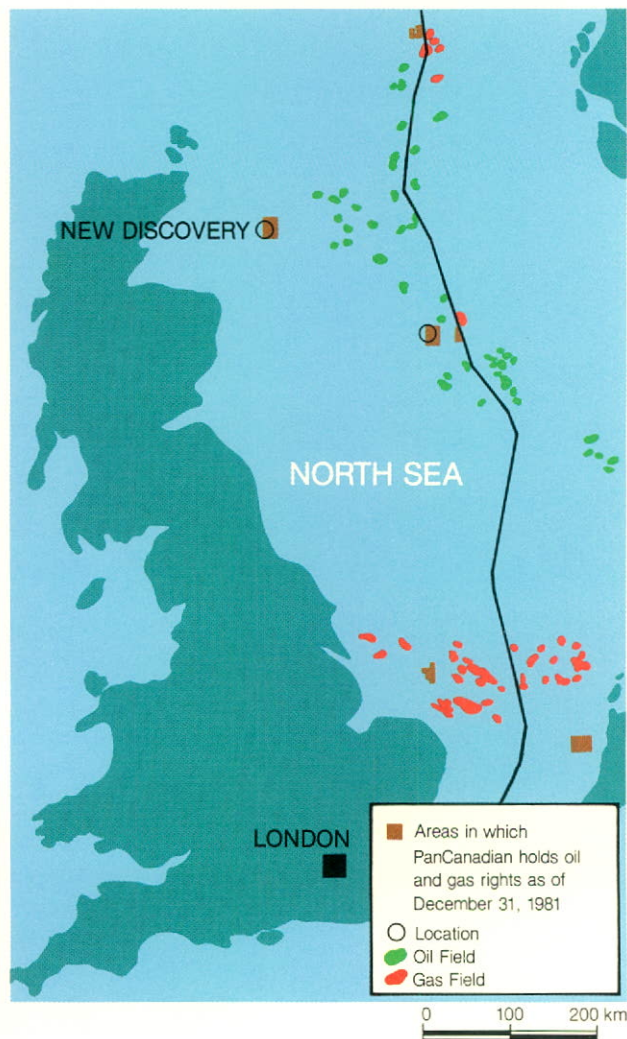 NEW DISCOVERY
NORTH SEA
LONDON
Areas in which
PanCanadian holds oil
and gas rights as of
December 31, 1981
Location
Oil Field
Gas Field
0 100 200 km